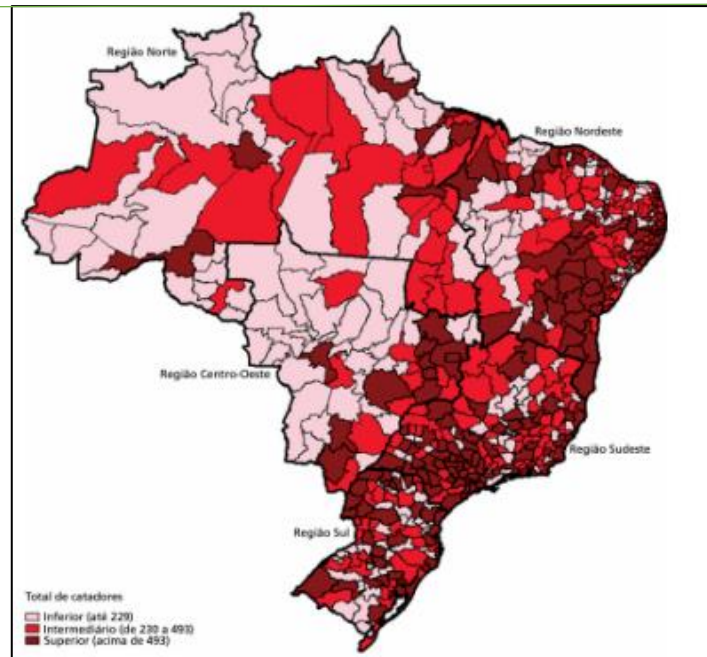 Região Norte
Região Nordeste
Região Centro-Oeste
Região Sudeste
Região Sul
Total de catadores
Inferior (até 229)
Intermediário (de 230 a 493)
Superior (acima de 493)